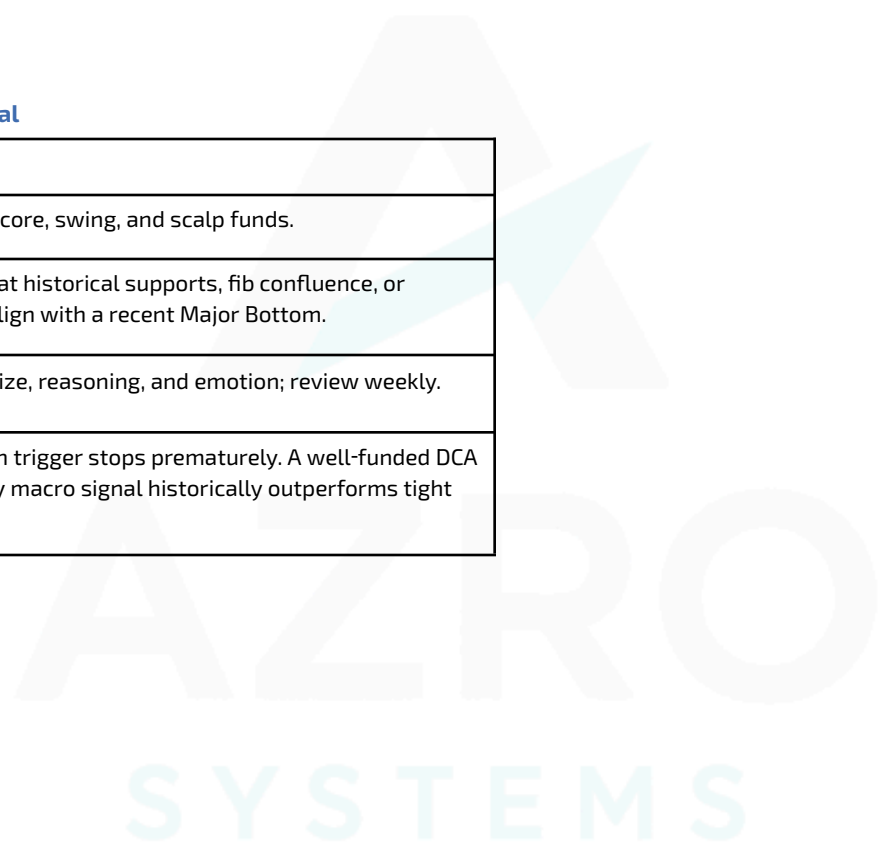 al
core, swing, and scalp funds.
at historical supports, fib confluence, or
lign with a recent Major Bottom.
ize, reasoning, and emotion; review weekly.
n trigger stops prematurely. A well-funded DCA
y macro signal historically outperforms tight
AZRO
SYSTEMS